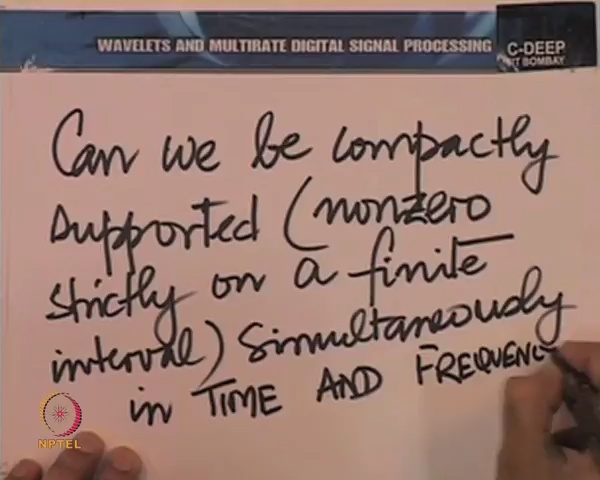 WAVELETS AND MULTIRATE DIGITAL SIGNAL PROCESSING
C-DEEP
IIT BOMBAY
Can we be compactly
supported (nonzero
strictly on a finite
interval) simultaneously
in TIME AND FREQUENC
NPTEL